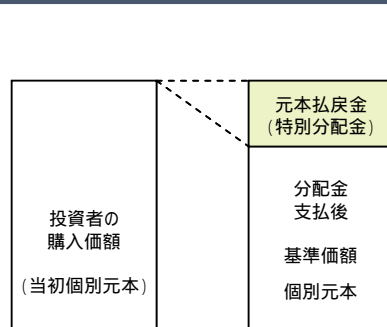 元本払戻金
(特別分配金)
投資者の
購入価額
(当初個別元本)
分配金
支払後
基準価額
個別元本